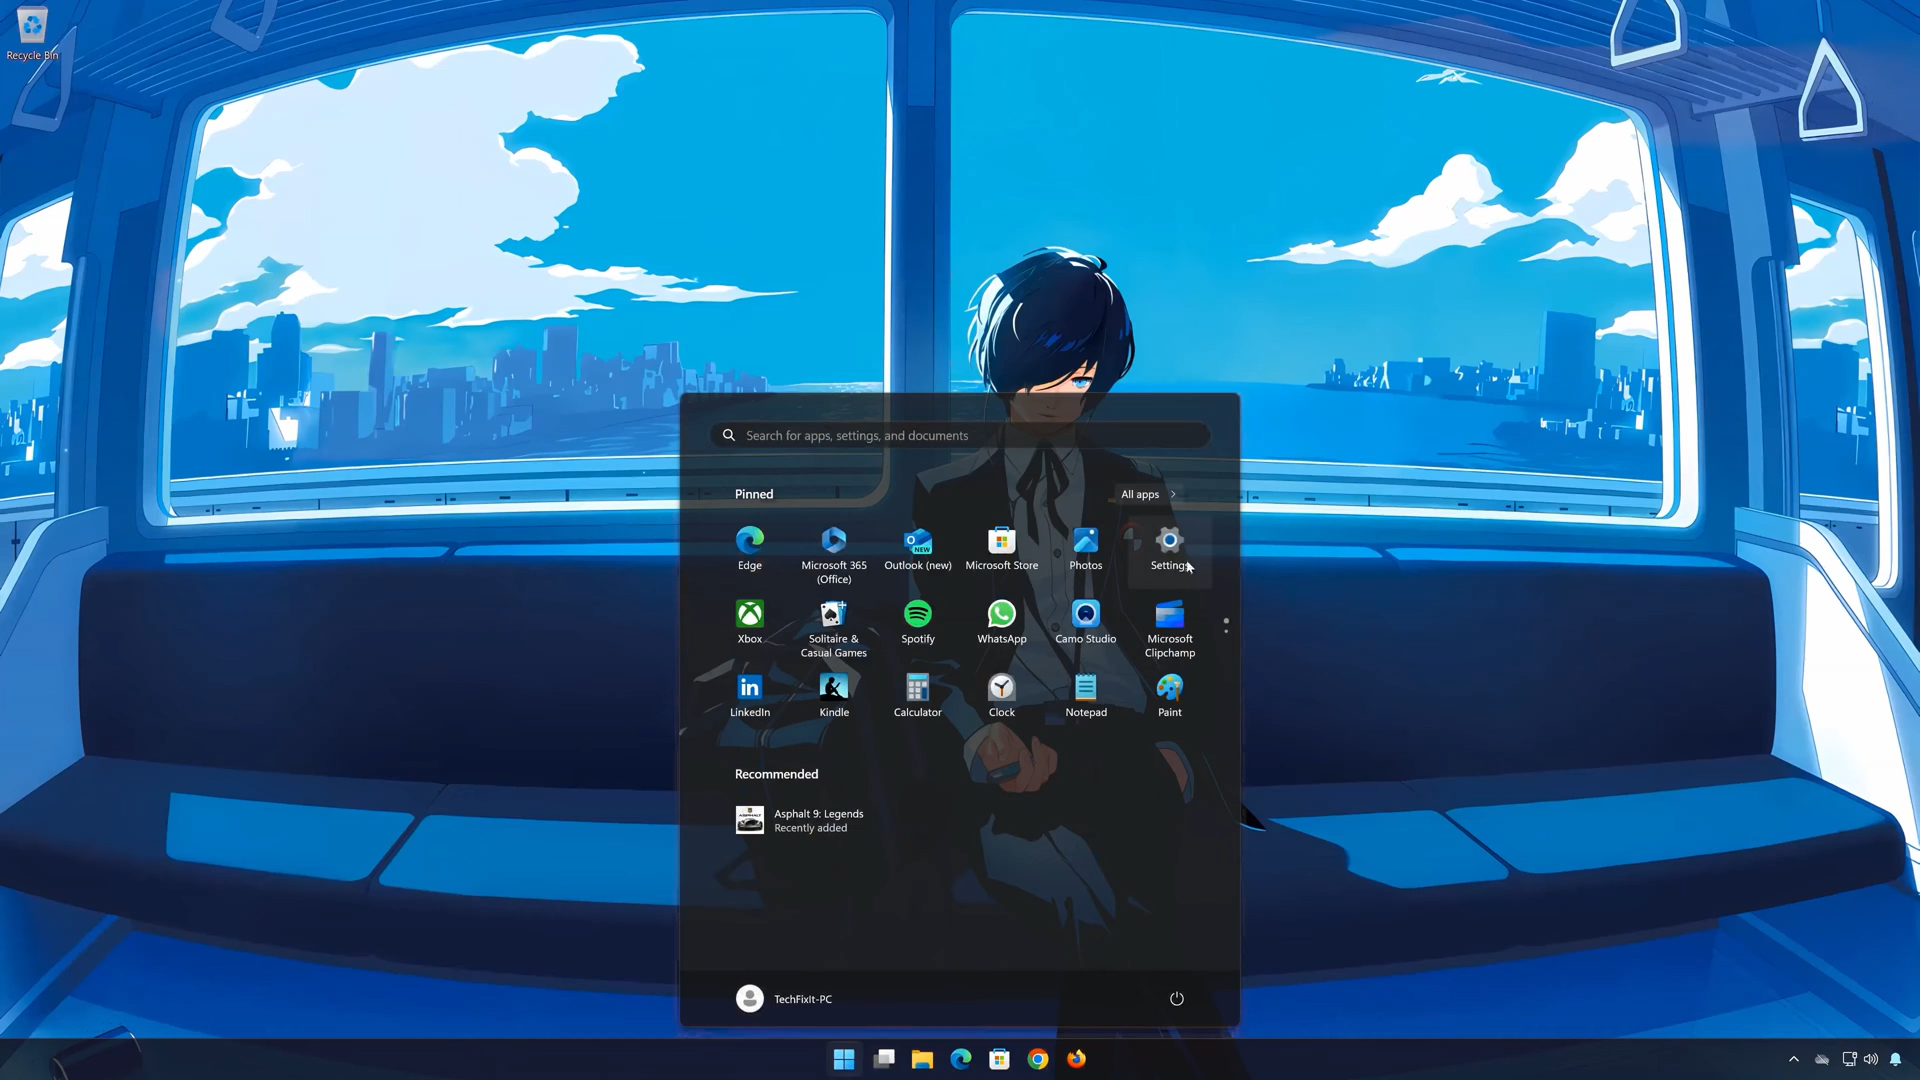 Recycle Bin
Search for apps, settings, and documents
Pinned
All apps
Edge
Microsoft 365
(Office)
Outlook (new)
Microsoft Store
Photos
Settings
Xbox
Solitaire &
Casual Games
Spotify
WhatsApp
Camo Studio
Microsoft
Clipchamp
LinkedIn
Kindle
Calculator
Clock
Notepad
Paint
Recommended
Asphalt 9: Legends
Recently added
TechFixIt-PC